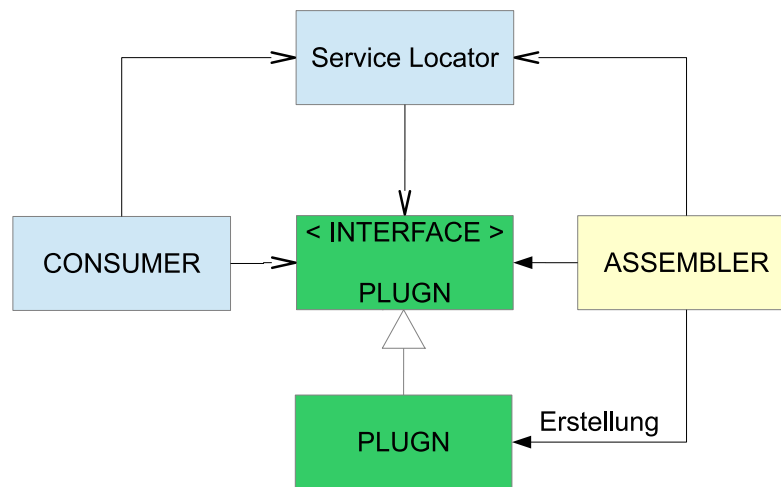 Service Locator
CONSUMER
< INTERFACE >
PLUGN
ASSEMBLER
PLUGN
Erstellung